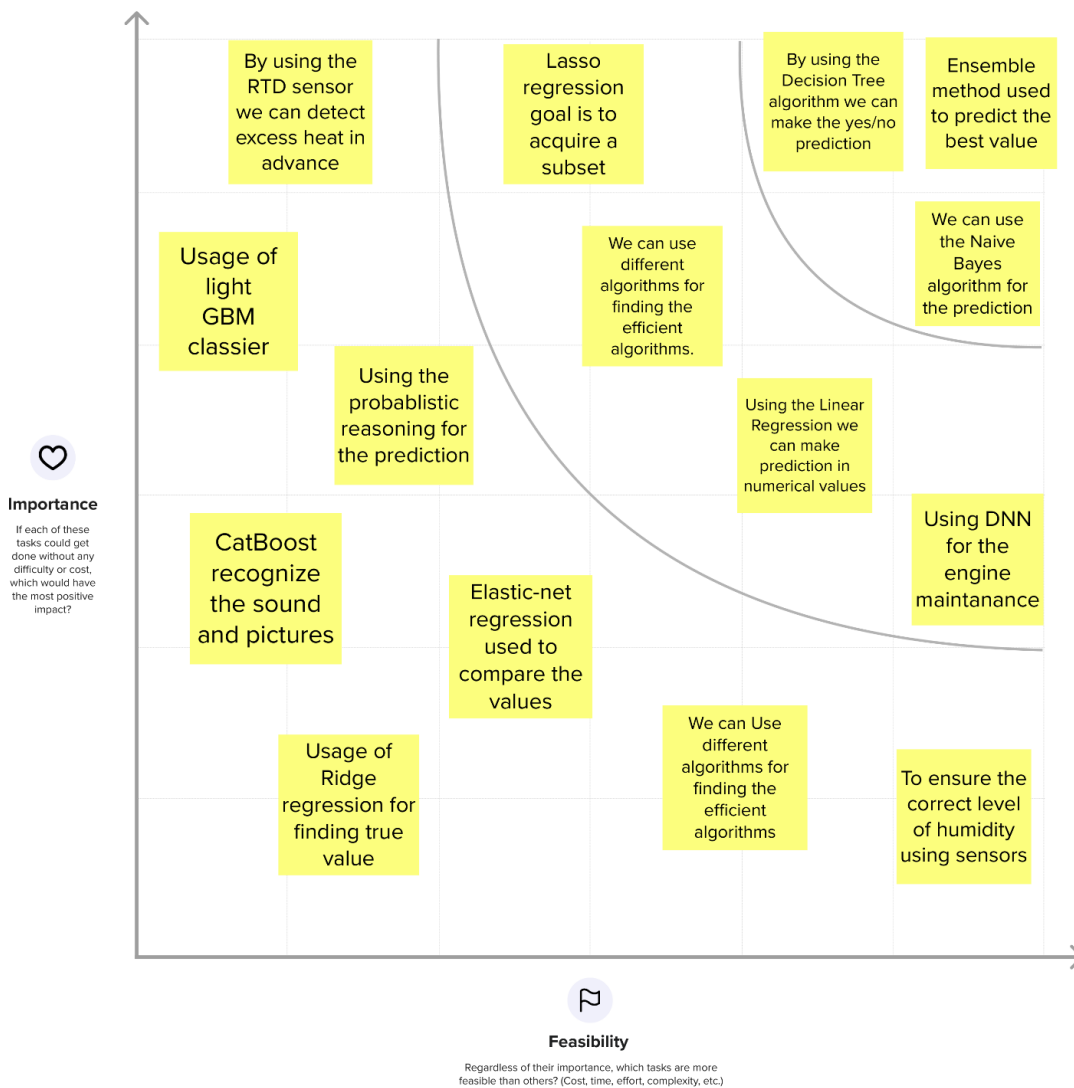 By using the
RTD sensor
we can detect
excess heat in
advance
Lasso
regression
goal is to
acquire a
subset
By using the
Decision Tree
algorithm we can
make the yes/no
prediction
Ensemble
method used
to predict the
best value
We can use
the Naive
Bayes
algorithm for
the prediction
Usage of
light
GBM
classier
We can use
different
algorithms for
finding the
efficient
algorithms.
Using the
probablistic
reasoning for
the prediction
Using the Linear
Regression we
can make
prediction in
numerical values
Importance
If each of these
tasks could get
done without any
difficulty or cost,
which would have
the most positive
impact?
CatBoost
recognize
the sound
and pictures
Using DNN
for the
engine
maintanance
Elastic-net
regression
used to
compare the
values
Usage of
Ridge
regression for
finding true
value
We can Use
different
algorithms for
finding the
efficient
algorithms
To ensure the
correct level
of humidity
using sensors
Feasibility
Regardless of their importance, which tasks are more
feasible than others? (Cost, time, effort, complexity, etc.)